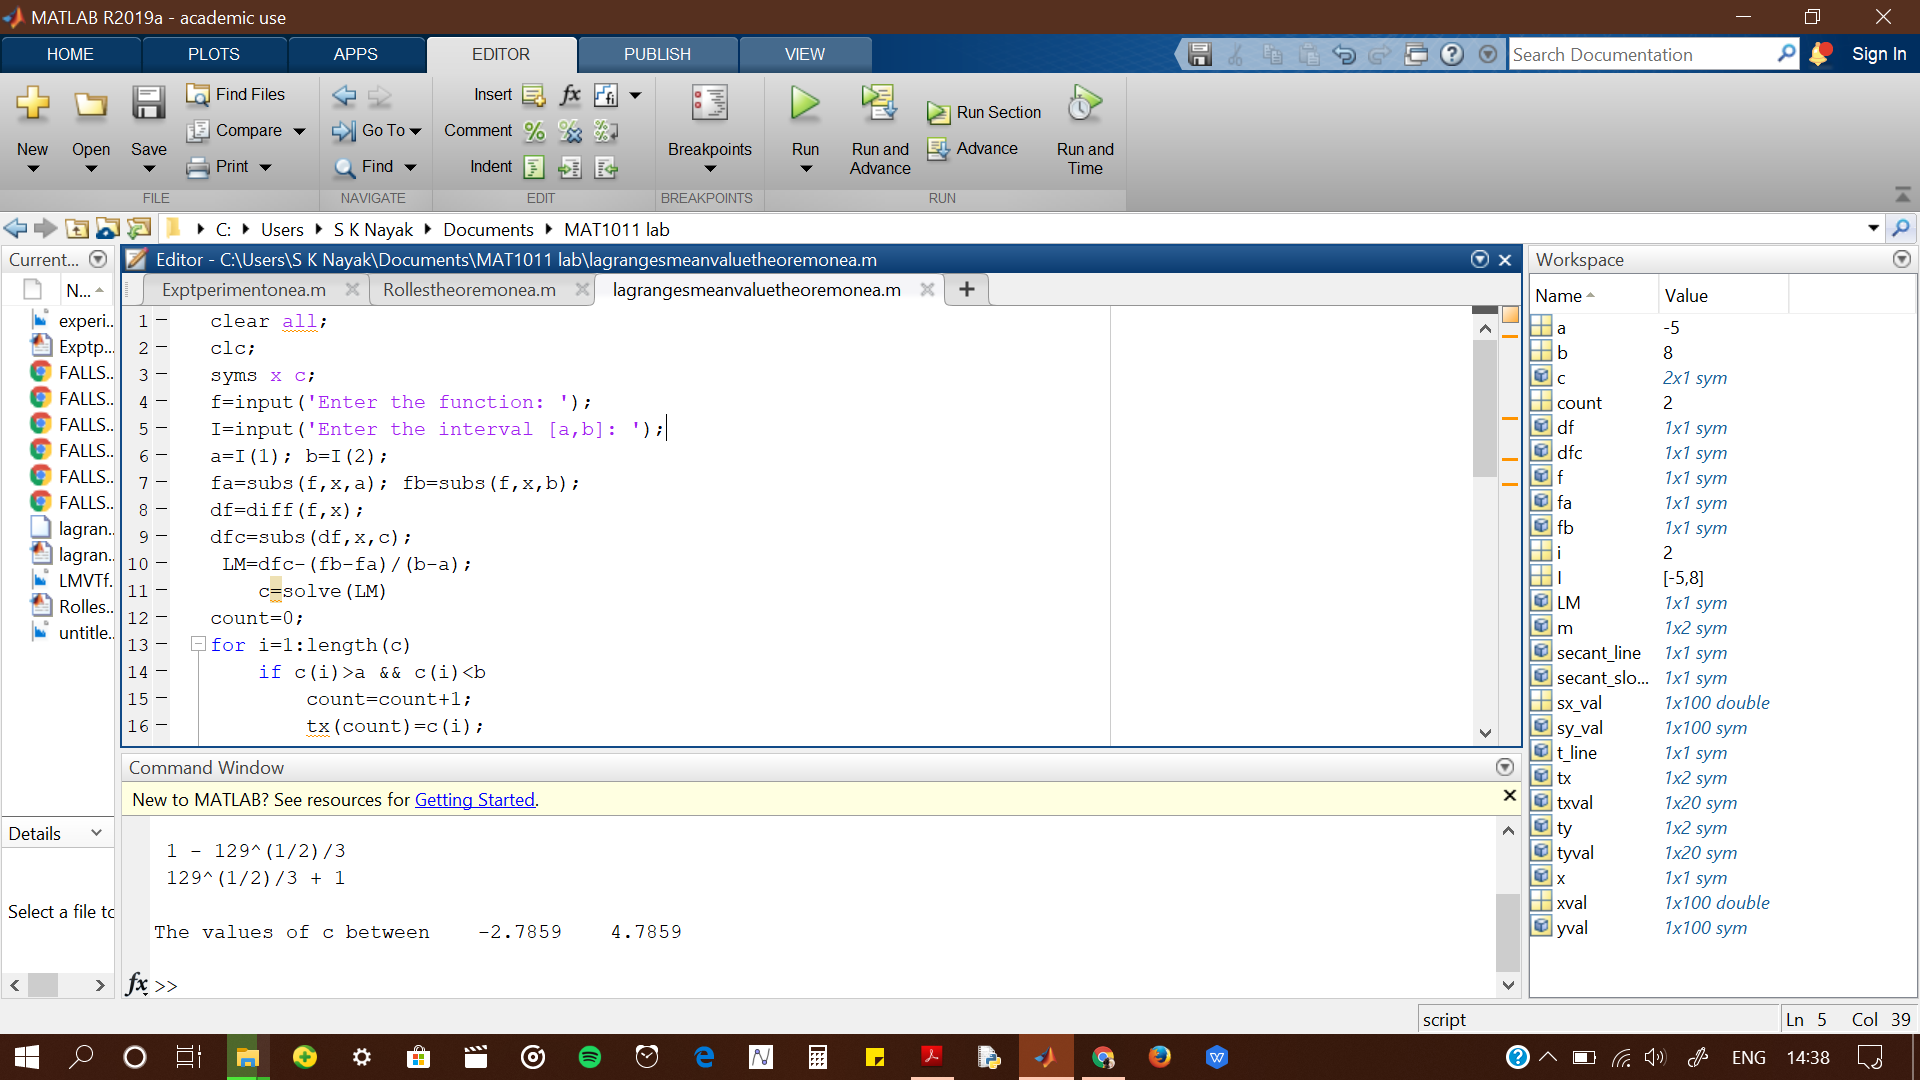 MATLAB R2019a - academic use
HOME PLOTS APPS EDITOR PUBLISH VIEW
Search Documentation
Sign In
New
Open
Save
Find Files
Compare
Print
FILE
Go To
Find
NAVIGATE
Insert
Comment
Indent
EDIT
Breakpoints
BREAKPOINTS
Run
Run and Advance
Run Section
Advance
Run and Time
RUN
C: Users S K Nayak Documents MAT1011 lab
Current...
N...
experi..
Exptp...
FALLS..
FALLS..
FALLS..
FALLS..
FALLS..
FALLS..
lagran..
lagran..
LMVTf.
Rolles..
untitle..
Details
Select a file to
Editor - C:\Users\S K Nayak\Documents\MAT1011 lab\lagrangesmeanvaluetheoremonea.m
Exptperimentonea.m Rollestheoremonea.m lagrangesmeanvaluetheoremonea.m
1 clear all;
2 clc;
3 syms x c;
4 f=input('Enter the function: ');
5 I=input('Enter the interval [a,b]: ');
6 a=I(1); b=I(2);
7 fa=subs(f,x,a); fb=subs(f,x,b);
8 df=diff(f,x);
9 dfc=subs(df,x,c);
10 LM=dfc-(fb-fa)/(b-a);
11 c=solve(LM)
12 count=0;
13 for i=1:length(c)
14 if c(i)>a && c(i)<b
15 count=count+1;
16 tx(count)=c(i);
Command Window
New to MATLAB? See resources for Getting Started.
1 - 129^(1/2)/3
129^(1/2)/3 + 1
The values of c between -2.7859 4.7859
fx >>
Workspace
Name Value
a -5
b 8
c 2x1 sym
count 2
df 1x1 sym
dfc 1x1 sym
f 1x1 sym
fa 1x1 sym
fb 1x1 sym
i 2
I [-5,8]
LM 1x1 sym
m 1x2 sym
secant_line 1x1 sym
secant_slo... 1x1 sym
sx_val 1x100 double
sy_val 1x100 sym
t_line 1x1 sym
tx 1x2 sym
txval 1x20 sym
ty 1x2 sym
tyval 1x20 sym
x 1x1 sym
xval 1x100 double
yval 1x100 sym
script
Ln 5 Col 39
ENG 14:38